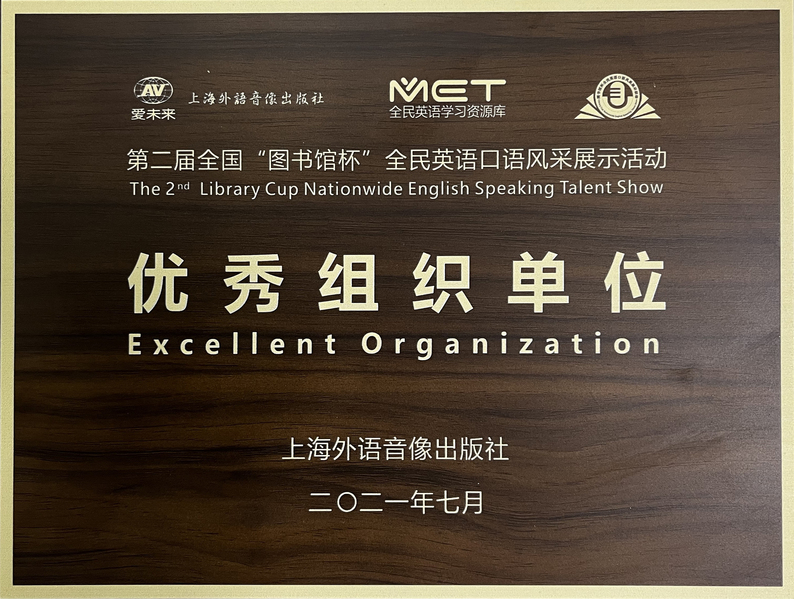 AV
爱未来
上海外語音像出版社
MET
全民英语学习资源库
第二届全国“图书馆杯”全民英语口语风采展示活动
The 2nd Library Cup Nationwide English Speaking Talent Show
优秀组织单位
Excellent Organization
上海外语音像出版社
二〇二一年七月